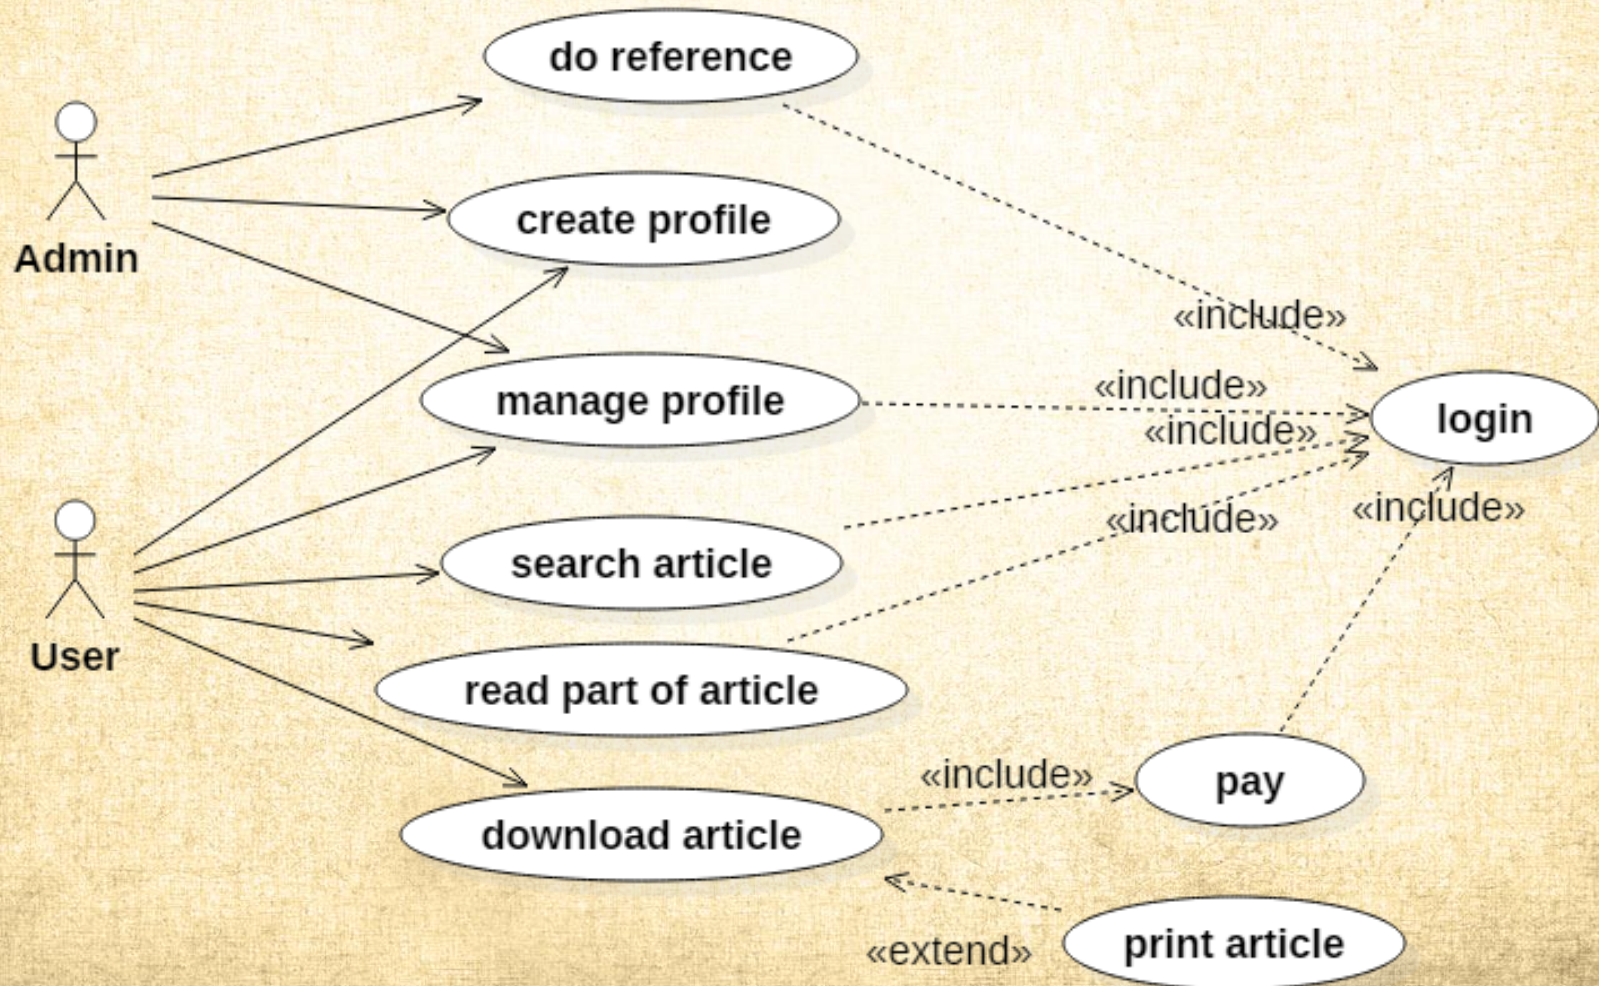 do reference
create profile
Admin
«include»
manage profile
«include»
login
«include»
«include»
«include»
search article
User
read part of article
«include»
pay
download article
«extend»
print article